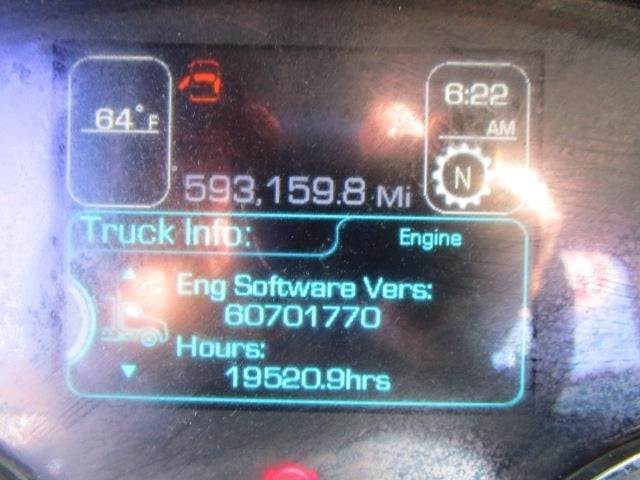 64°F
6:22
AM
N
593,159.8 Mi
Truck Info:
Engine
Eng Software Vers:
60701770
Hours:
19520.9hrs